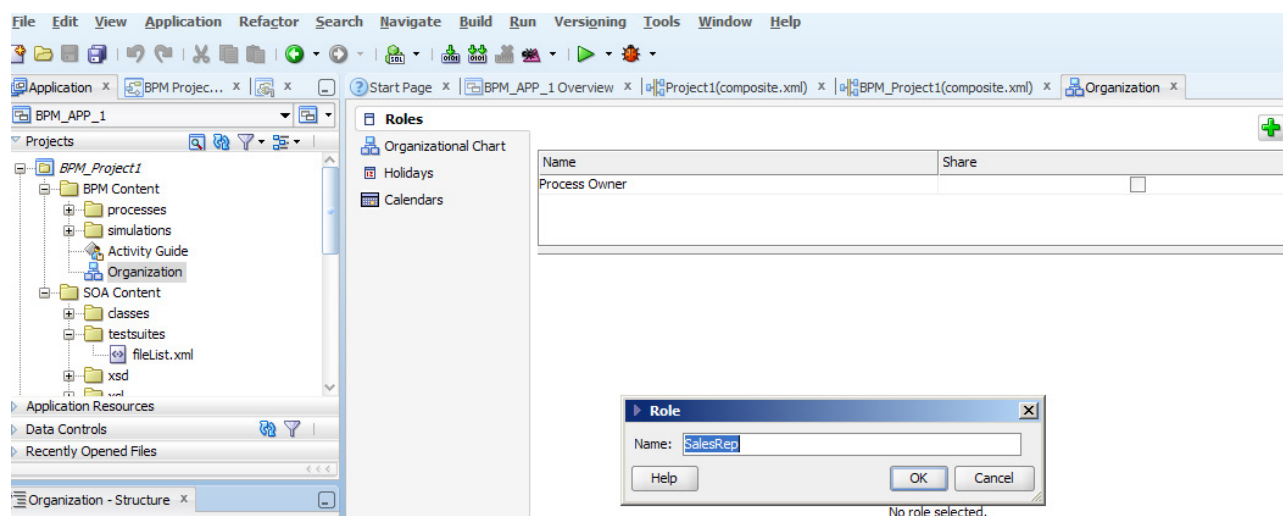 File Edit View Application Refactor Search Navigate Build Run Versioning Tools Window Help
Application x BPM Projec... x x
Start Page x BPM_APP_1 Overview x Project1(composite.xml) x BPM_Project1(composite.xml) x Organization x
BPM_APP_1
Projects
BPM_Project1
BPM Content
processes
simulations
Activity Guide
Organization
SOA Content
classes
testsuites
fileList.xml
xsd
Application Resources
Data Controls
Recently Opened Files
Organization - Structure x
Roles
Organizational Chart
Holidays
Calendars
Name Share
Process Owner
Role
Name: SalesRep
Help OK Cancel
No role selected.